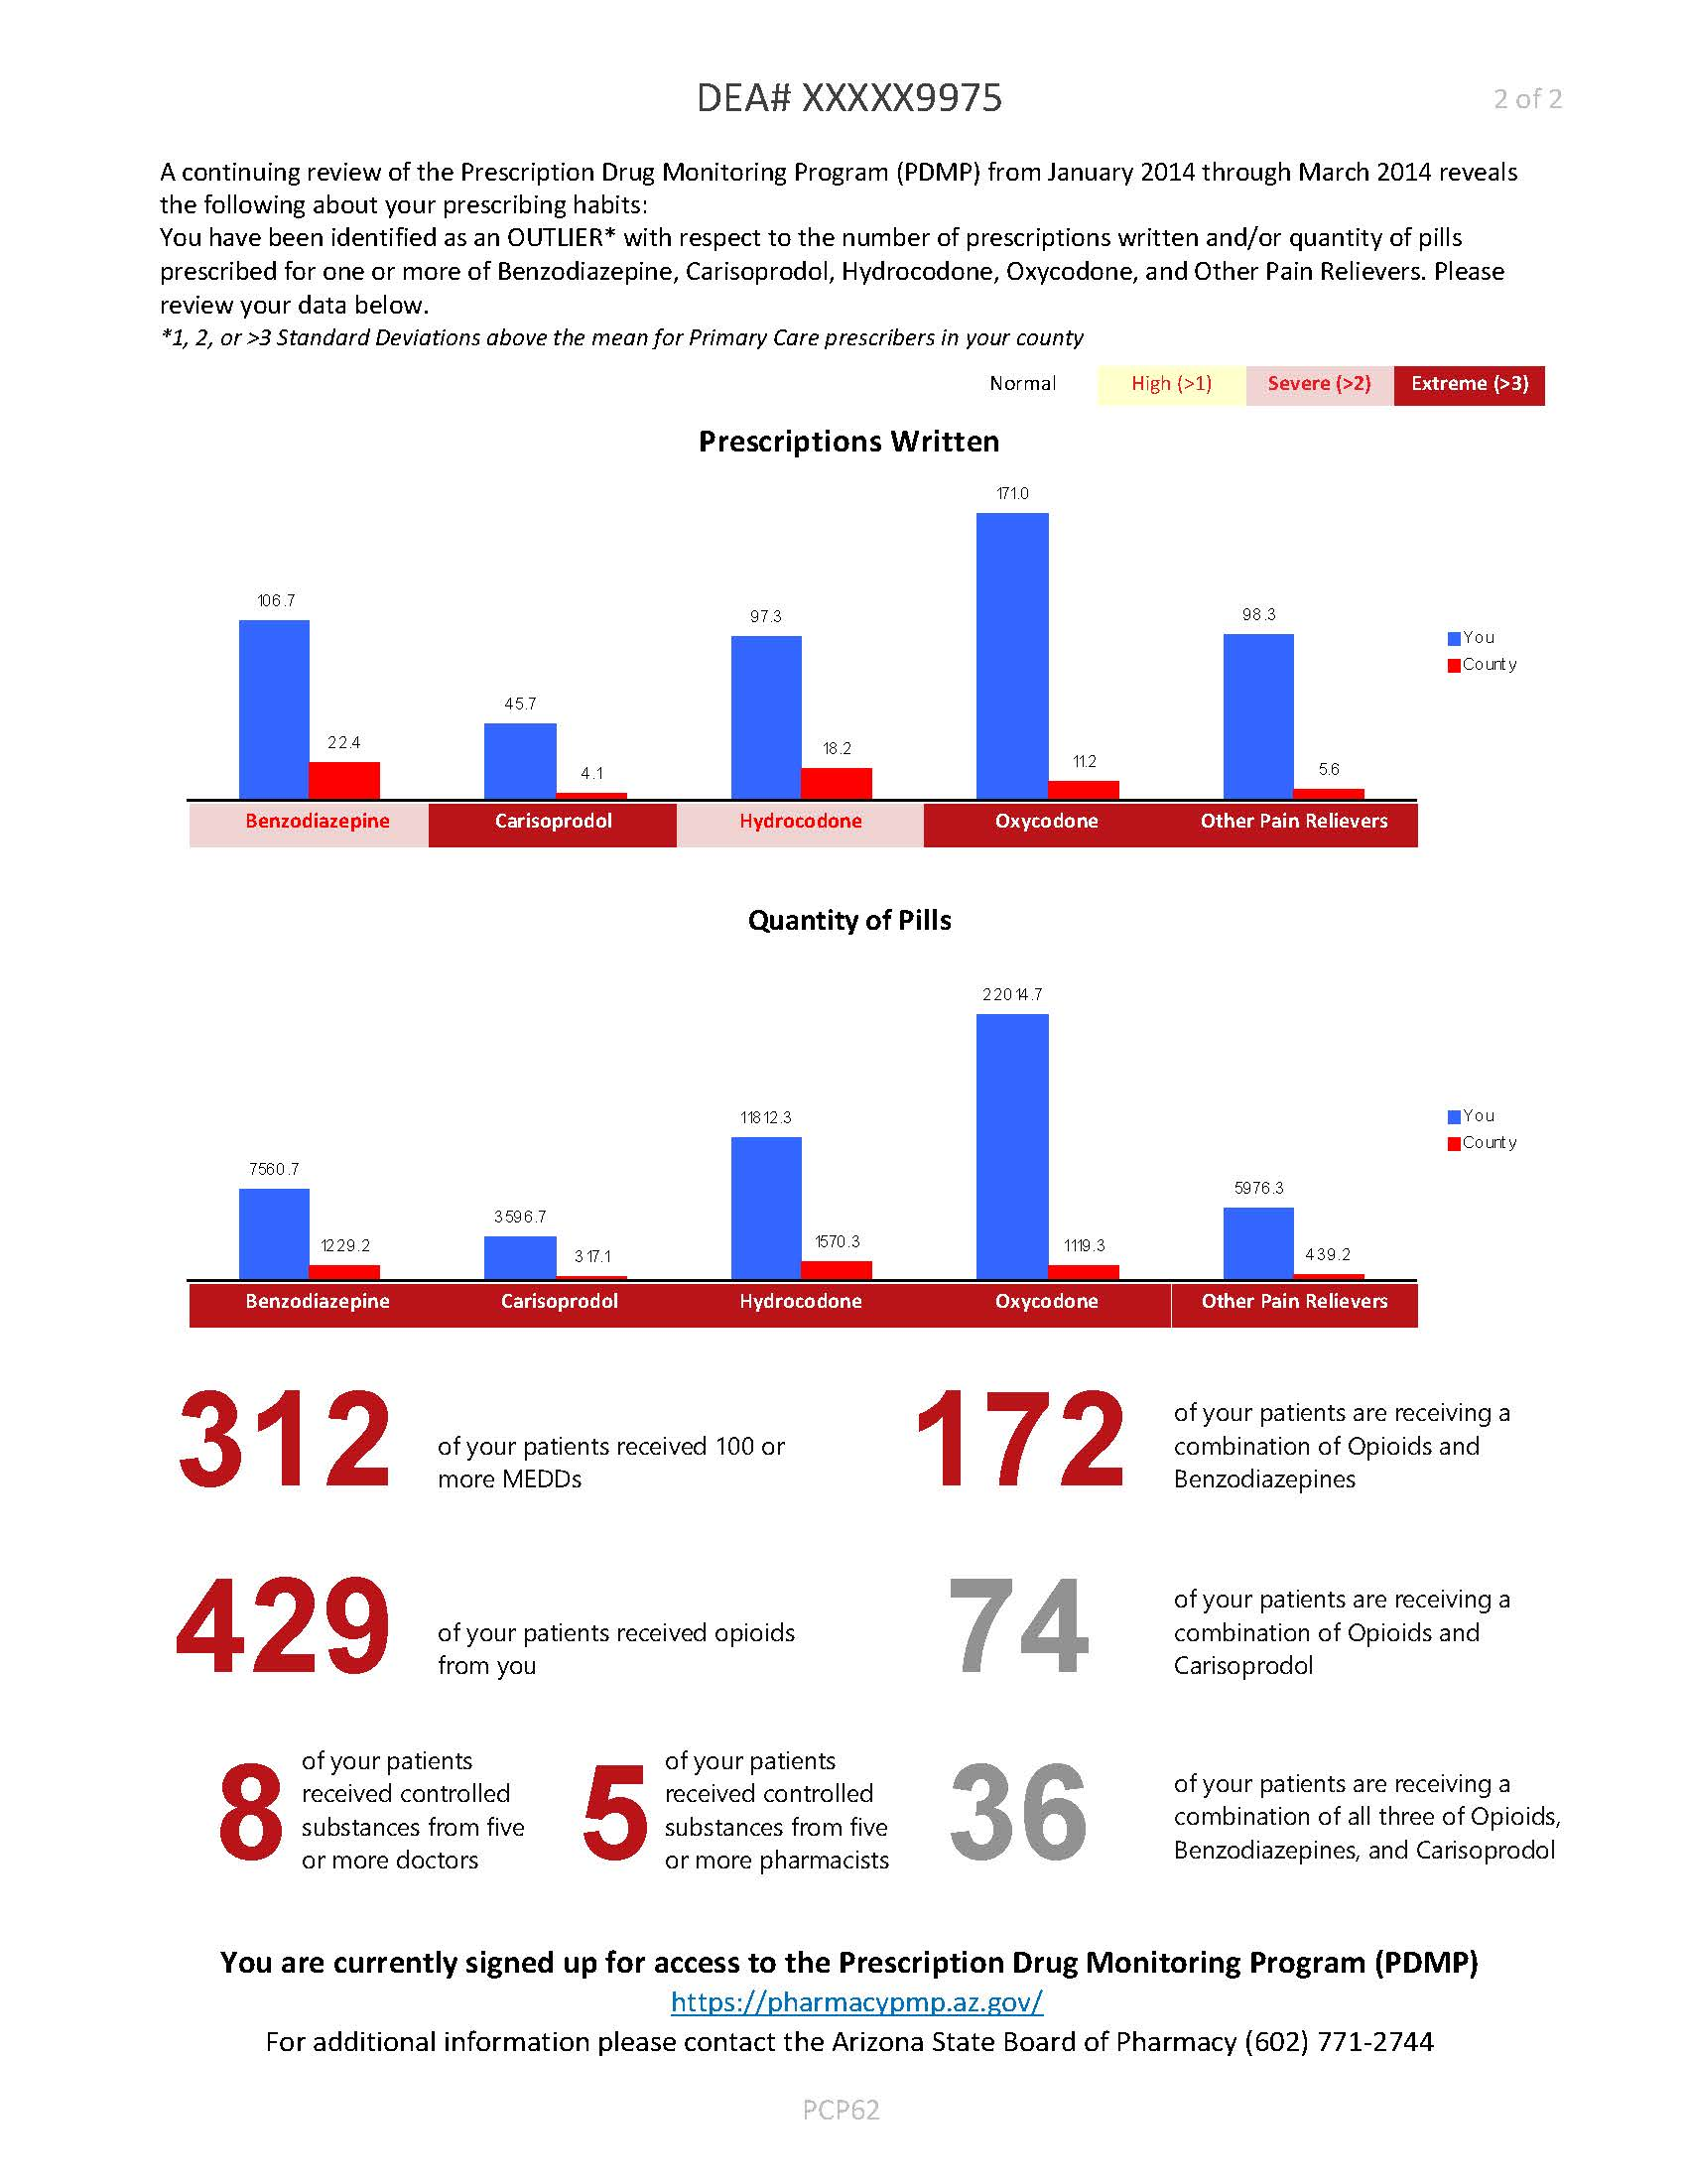 DEA# XXXXX9975
2 of 2
A continuing review of the Prescription Drug Monitoring Program (PDMP) from January 2014 through March 2014 reveals
the following about your prescribing habits:
You have been identified as an OUTLIER* with respect to the number of prescriptions written and/or quantity of pills
prescribed for one or more of Benzodiazepine, Carisoprodol, Hydrocodone, Oxycodone, and Other Pain Relievers. Please
review your data below.
*1, 2, or >3 Standard Deviations above the mean for Primary Care prescribers in your county
Normal High (>1) Severe (>2) Extreme (>3)
Prescriptions Written
171.0
106.7
97.3
98.3
You
County
45.7
22.4
18.2
11.2
5.6
4.1
Benzodiazepine Carisoprodol Hydrocodone Oxycodone Other Pain Relievers
Quantity of Pills
22014.7
11812.3
You
County
7560.7
5976.3
3596.7
1229.2
317.1
1570.3
1119.3
439.2
Benzodiazepine Carisoprodol Hydrocodone Oxycodone Other Pain Relievers
312
of your patients received 100 or
more MEDDs
172
of your patients are receiving a
combination of Opioids and
Benzodiazepines
429
of your patients received opioids
from you
74
of your patients are receiving a
combination of Opioids and
Carisoprodol
8
of your patients
received controlled
substances from five
or more doctors
5
of your patients
received controlled
substances from five
or more pharmacists
36
of your patients are receiving a
combination of all three of Opioids,
Benzodiazepines, and Carisoprodol
You are currently signed up for access to the Prescription Drug Monitoring Program (PDMP)
https://pharmacypmp.az.gov/
For additional information please contact the Arizona State Board of Pharmacy (602) 771-2744
PCP62